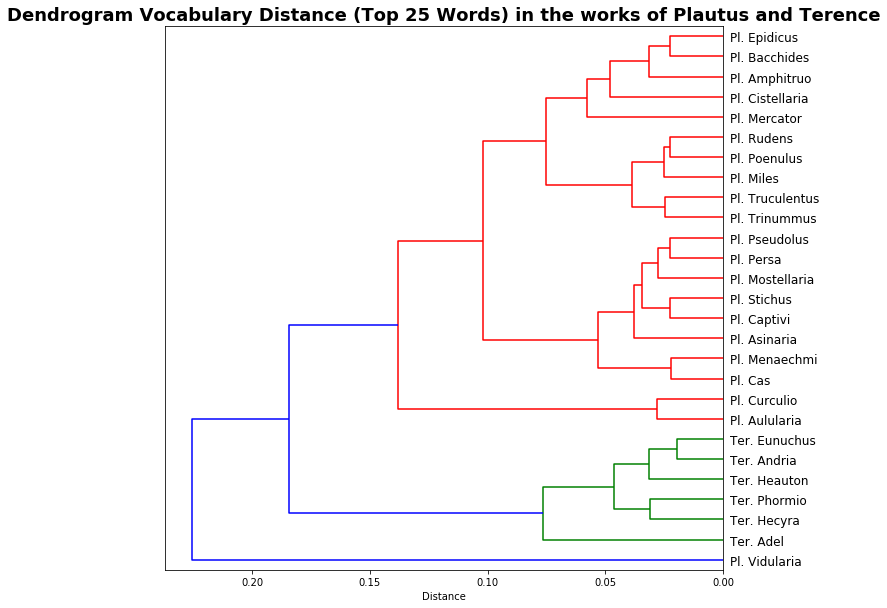 Dendrogram Vocabulary Distance (Top 25 Words) in the works of Plautus and Terence
Pl. Epidicus
Pl. Bacchides
Pl. Amphitruo
Pl. Cistellaria
Pl. Mercator
Pl. Rudens
Pl. Poenulus
Pl. Miles
Pl. Truculentus
Pl. Trinummus
Pl. Pseudolus
Pl. Persa
Pl. Mostellaria
Pl. Stichus
Pl. Captivi
Pl. Asinaria
Pl. Menaechmi
Pl. Cas
Pl. Curculio
Pl. Aulularia
Ter. Eunuchus
Ter. Andria
Ter. Heauton
Ter. Phormio
Ter. Hecyra
Ter. Adel
Pl. Vidularia
0.20 0.15 0.10 0.05 0.00
Distance